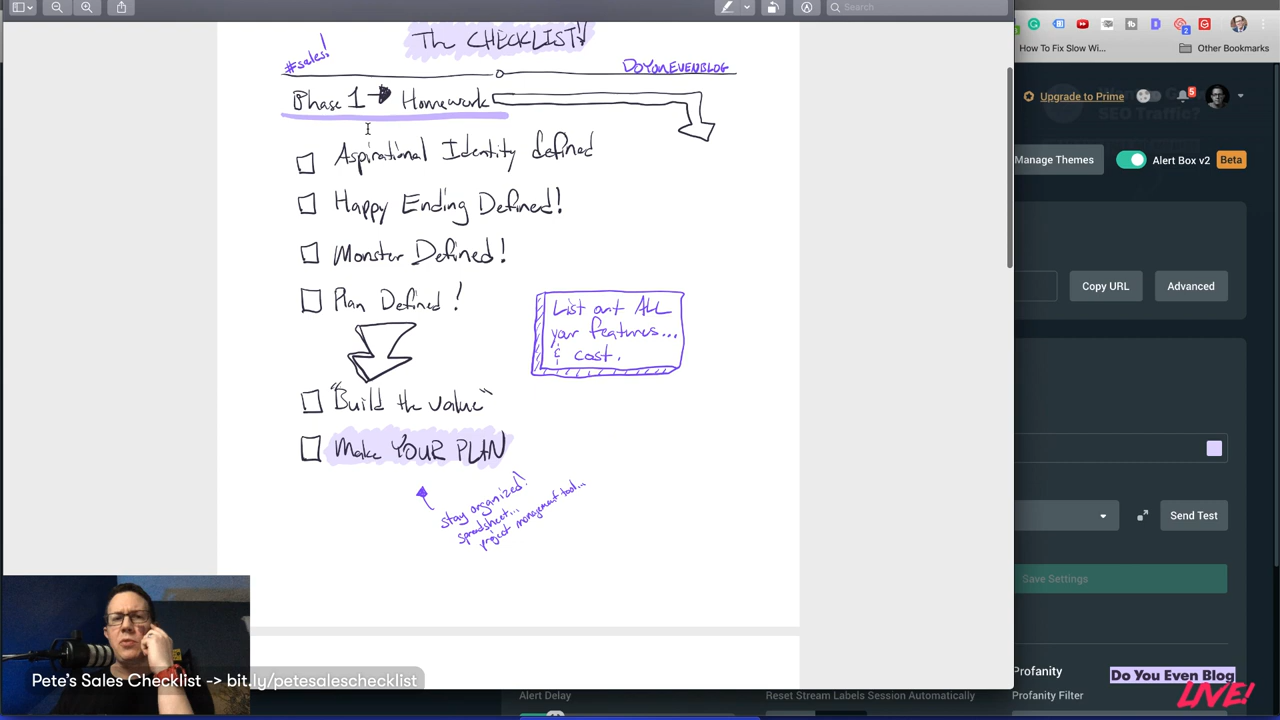 Search
The CHECKLIST!
#sales!
DoYouEvenBlog
Phase 1 → Homework
Aspirational Identity defined
Happy Ending Defined!
Monster Defined!
Plan Defined!
List out ALL
your features...
& cost.
"Build the value"
Make YOUR PLAN
stay organized!
spreadsheet...
project management tool...
Pete's Sales Checklist -> bit.ly/petesaleschecklist
How To Fix Slow Wi...
Other Bookmarks
Upgrade to Prime
5
SEO Traffic?
Manage Themes
Alert Box v2
Beta
Copy URL
Advanced
Send Test
Save Settings
Profanity
Do You Even Blog
LIVE!
Alert Delay
Reset Stream Labels Session Automatically
Profanity Filter